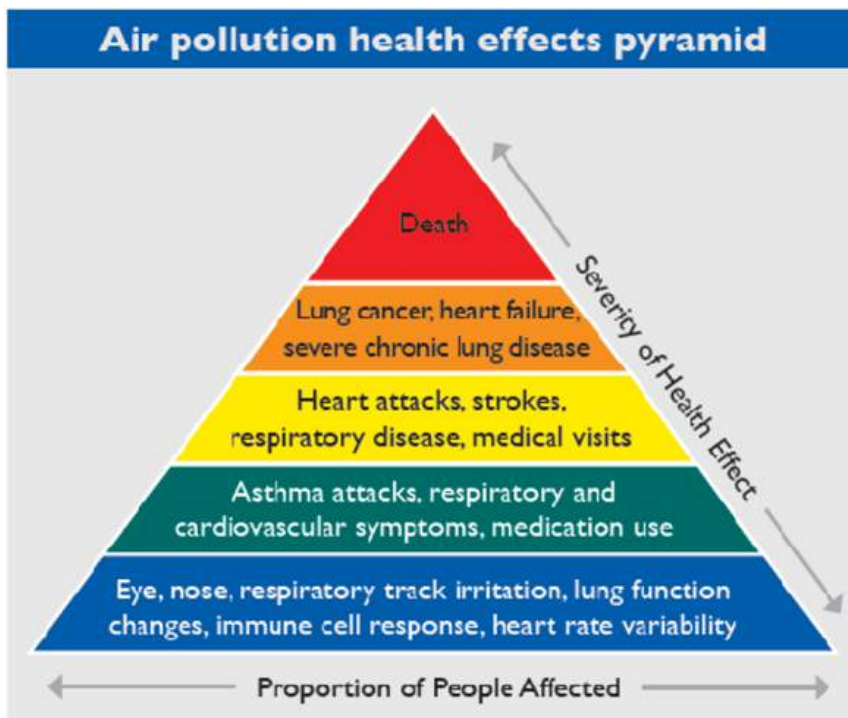 Air pollution health effects pyramid
Death
Lung cancer, heart failure,
severe chronic lung disease
Heart attacks, strokes,
respiratory disease, medical visits
Asthma attacks, respiratory and
cardiovascular symptoms, medication use
Eye, nose, respiratory track irritation, lung function
changes, immune cell response, heart rate variability
Severity of Health Effect
Proportion of People Affected